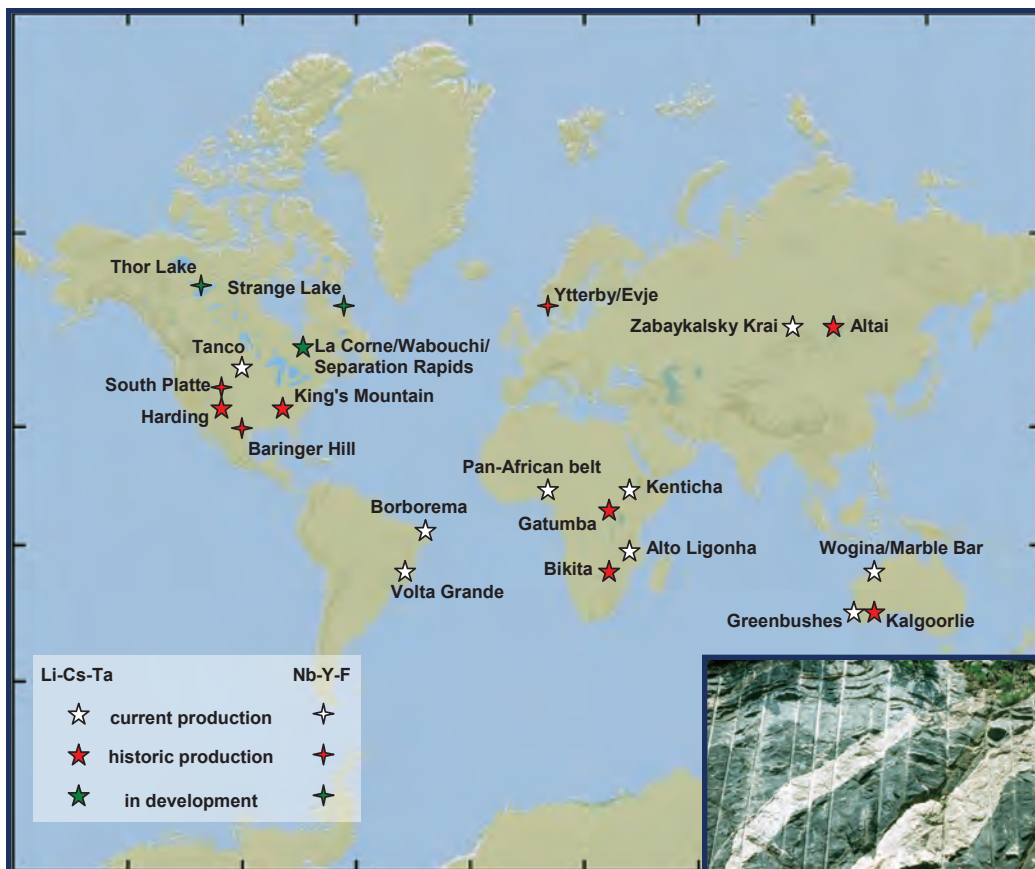 Thor Lake
Strange Lake
Ytterby/Evje
Zabaykalsky Krai
Altai
Tanco
La Corne/Wabouchi/
Separation Rapids
South Platte
King's Mountain
Harding
Baringer Hill
Pan-African belt
Kenticha
Borborema
Gatumba
Alto Ligonha
Wogina/Marble Bar
Bikita
Volta Grande
Greenbushes
Kalgoorlie
Li-Cs-Ta
Nb-Y-F
current production
historic production
in development